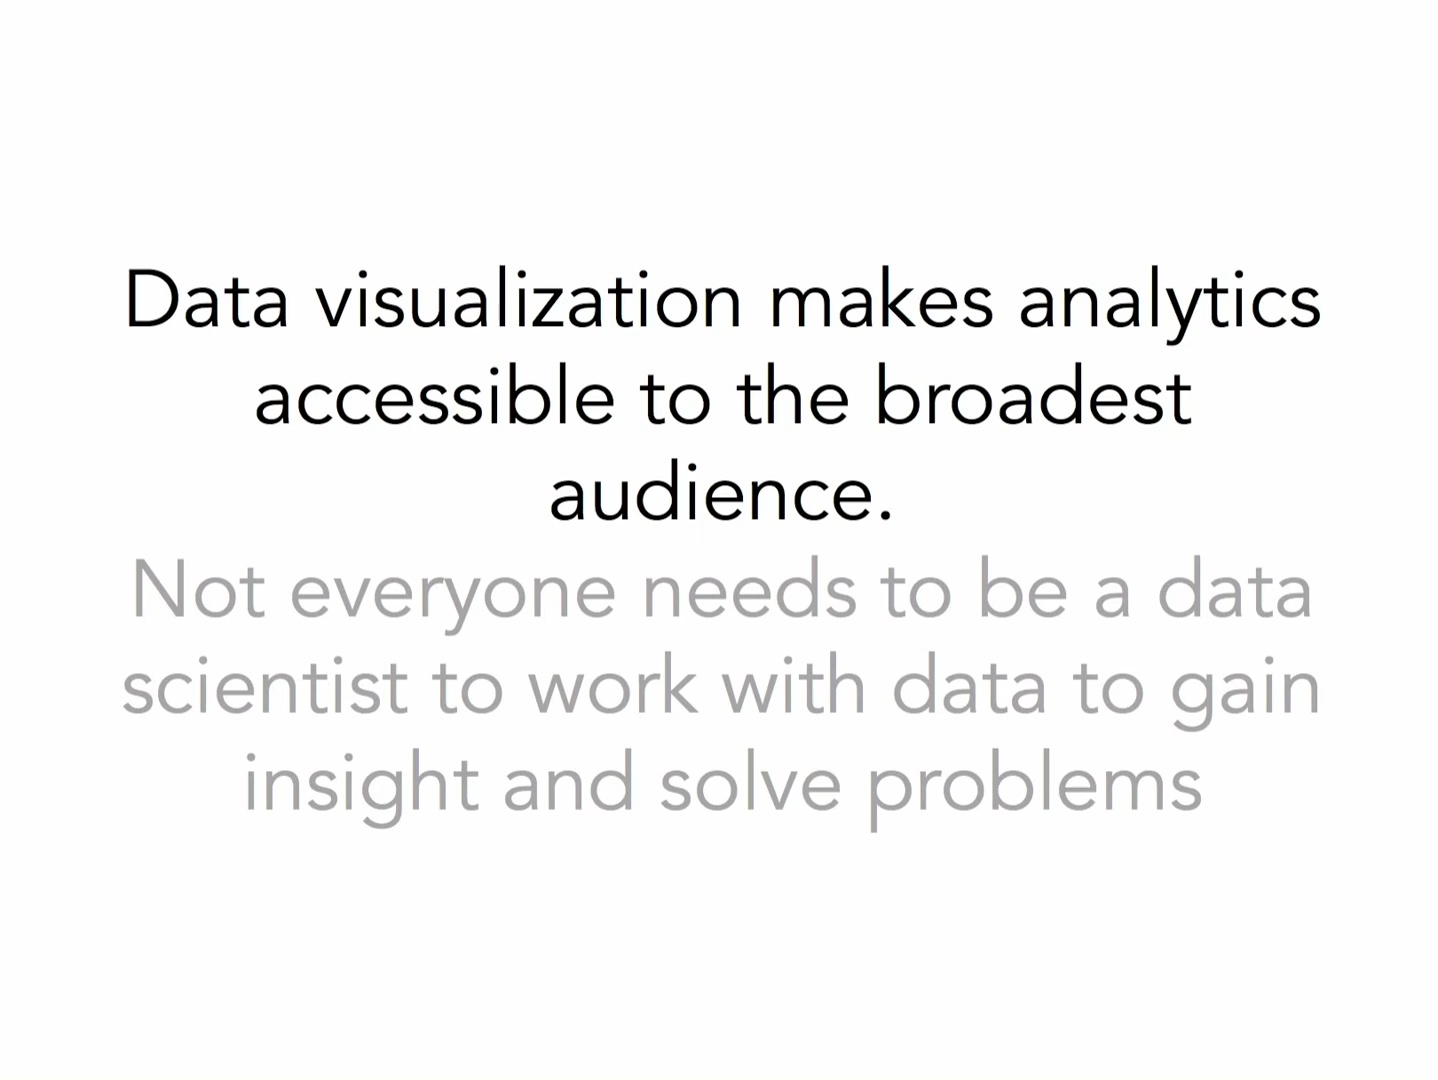 Data visualization makes analytics
accessible to the broadest
audience.
Not everyone needs to be a data
scientist to work with data to gain
insight and solve problems